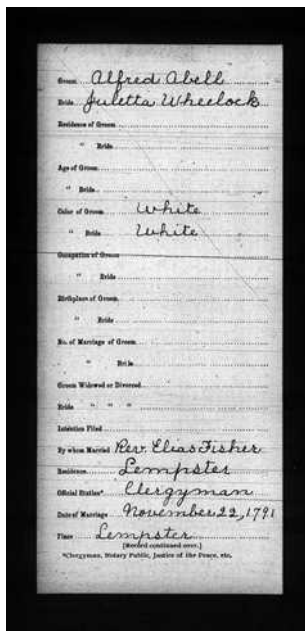 Groom Alfred Abell
Bride Juletta Wheelock
Residence of Groom
" Bride
Age of Groom
" Bride
Color of Groom White
" Bride White
Occupation of Groom
" Bride
Birthplace of Groom
" Bride
No. of Marriage of Groom
" Bride
Groom Widowed or Divorced
Bride " " "
Intention Filed
By whom Married Rev. Elias Fisher
Residence Lempster
Official Station* Clergyman
Date of Marriage November 22, 1791
Place Lempster
[Record continued over.]
*Clergyman, Notary Public, Justice of the Peace, etc.